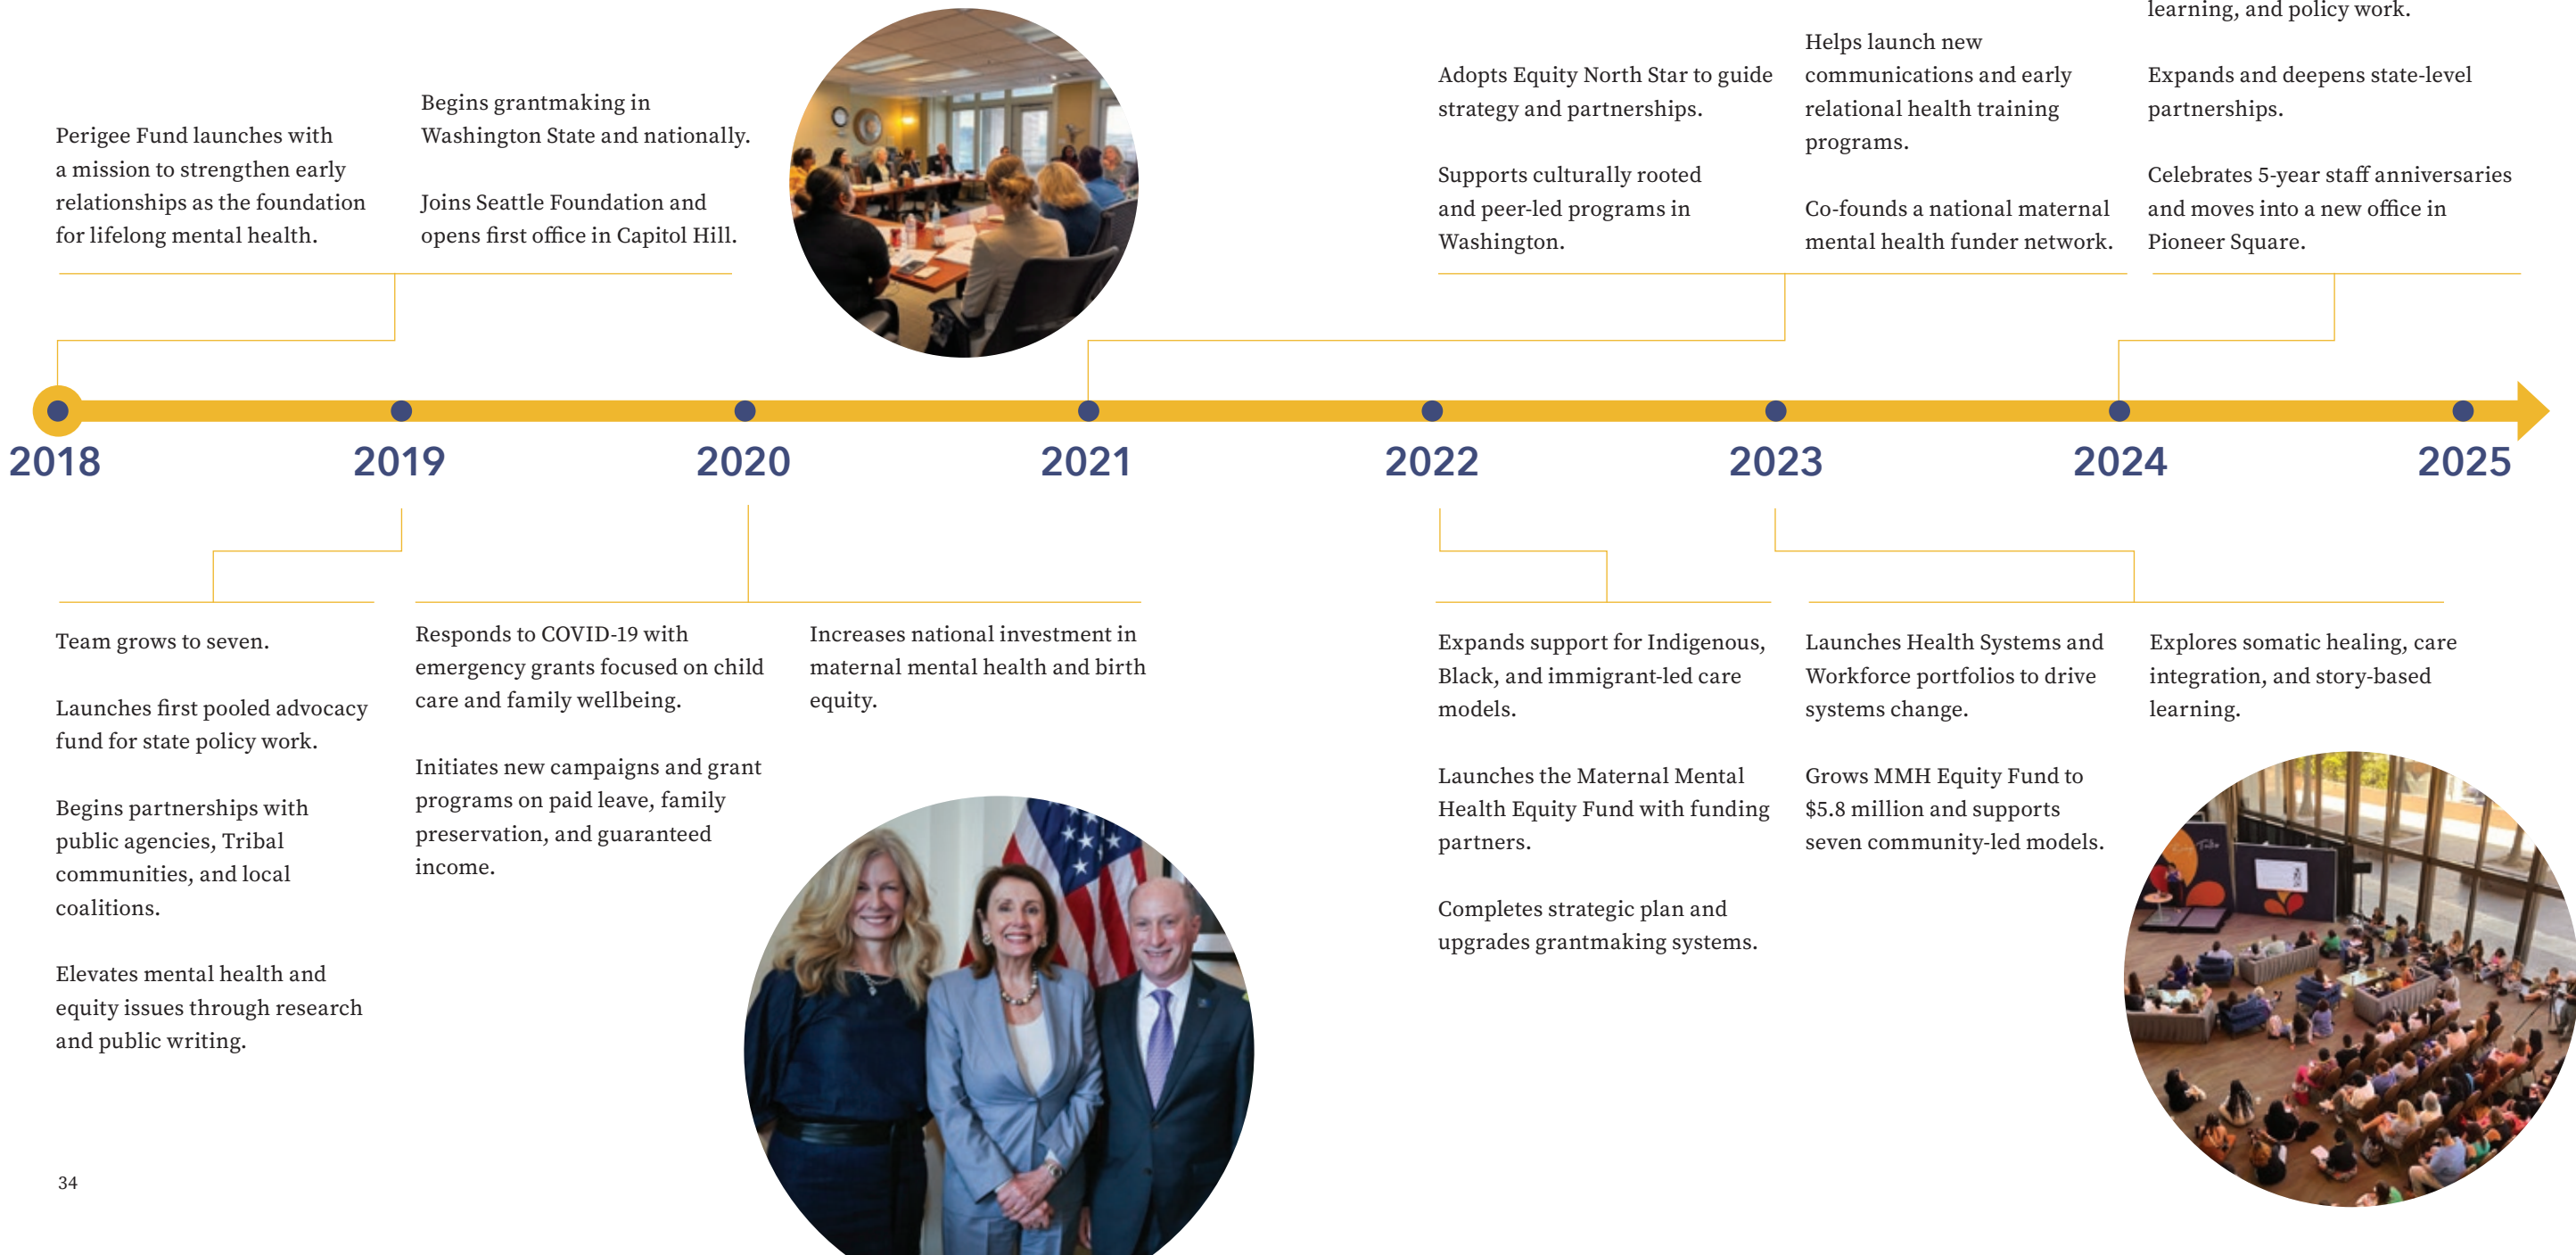 Perigee Fund launches with
a mission to strengthen early
relationships as the foundation
for lifelong mental health.
Begins grantmaking in
Washington State and nationally.
Joins Seattle Foundation and
opens first office in Capitol Hill.
Adopts Equity North Star to guide
strategy and partnerships.
Supports culturally rooted
and peer-led programs in
Washington.
Helps launch new
communications and early
relational health training
programs.
Co-founds a national maternal
mental health funder network.
learning, and policy work.
Expands and deepens state-level
partnerships.
Celebrates 5-year staff anniversaries
and moves into a new office in
Pioneer Square.
2018
2019
2020
2021
2022
2023
2024
2025
Team grows to seven.
Launches first pooled advocacy
fund for state policy work.
Begins partnerships with
public agencies, Tribal
communities, and local
coalitions.
Elevates mental health and
equity issues through research
and public writing.
Responds to COVID-19 with
emergency grants focused on child
care and family wellbeing.
Initiates new campaigns and grant
programs on paid leave, family
preservation, and guaranteed
income.
Increases national investment in
maternal mental health and birth
equity.
Expands support for Indigenous,
Black, and immigrant-led care
models.
Launches the Maternal Mental
Health Equity Fund with funding
partners.
Completes strategic plan and
upgrades grantmaking systems.
Launches Health Systems and
Workforce portfolios to drive
systems change.
Grows MMH Equity Fund to
$5.8 million and supports
seven community-led models.
Explores somatic healing, care
integration, and story-based
learning.
34